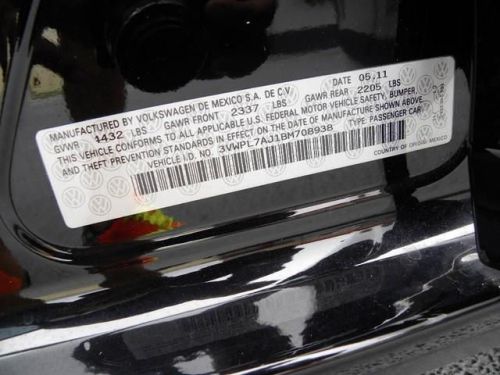 MANUFACTURED BY VOLKSWAGEN DE MEXICO S.A. DE C.V. DATE 05.11
GVWR 4432 LBS GAWR FRONT 2337 LBS GAWR REAR 2205 LBS
THIS VEHICLE CONFORMS TO ALL APPLICABLE U.S. FEDERAL MOTOR VEHICLE SAFETY, BUMPER,
AND THEFT PREVENTION STANDARDS IN EFFECT ON THE DATE OF MANUFACTURE SHOWN ABOVE.
VEHICLE I.D.: 3VWPL7AJ1BM708938 TYPE: PASSENGER CAR
COUNTRY OF ORIGIN: MEXICO